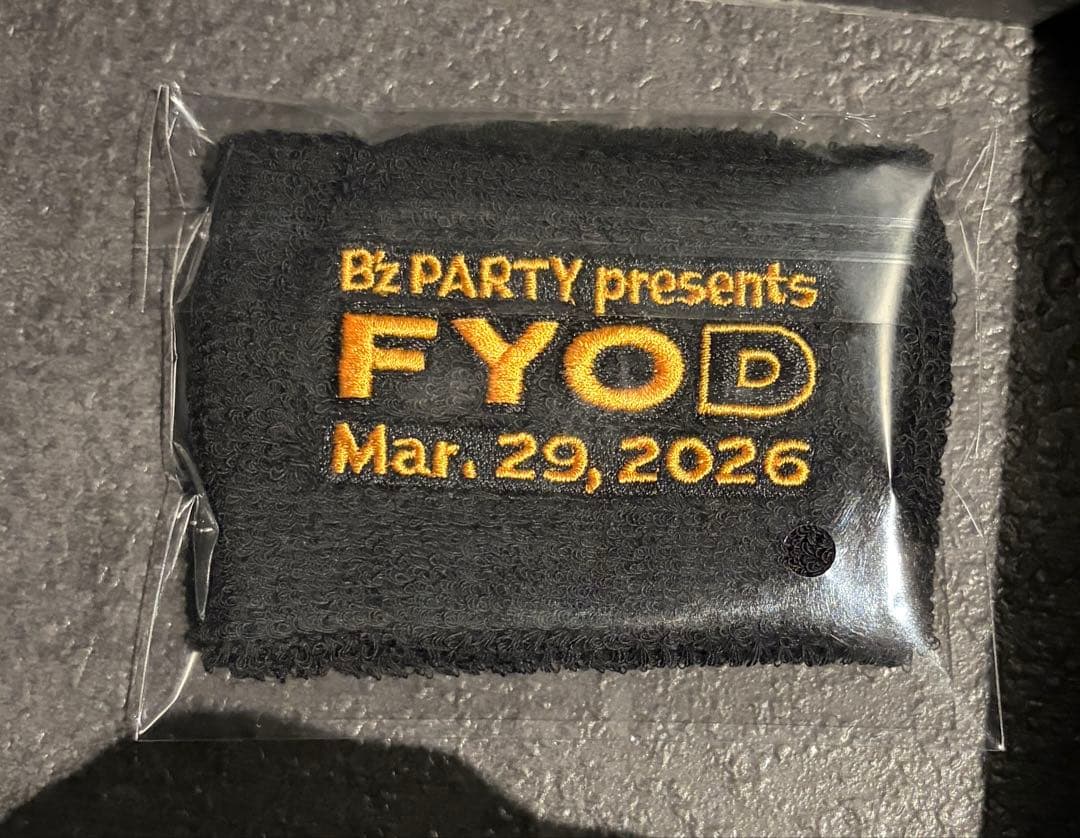 B'z PARTY presents
FYOD
Mar. 29, 2026